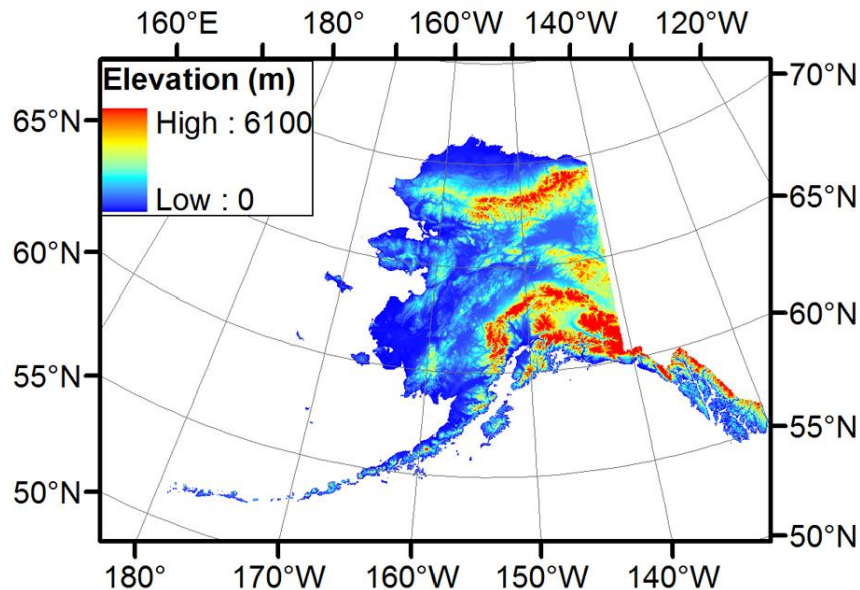 160°E 180° 160°W 140°W 120°W
Elevation (m)
High : 6100
Low : 0
65°N
60°N
55°N
50°N
70°N
65°N
60°N
55°N
50°N
180° 170°W 160°W 150°W 140°W